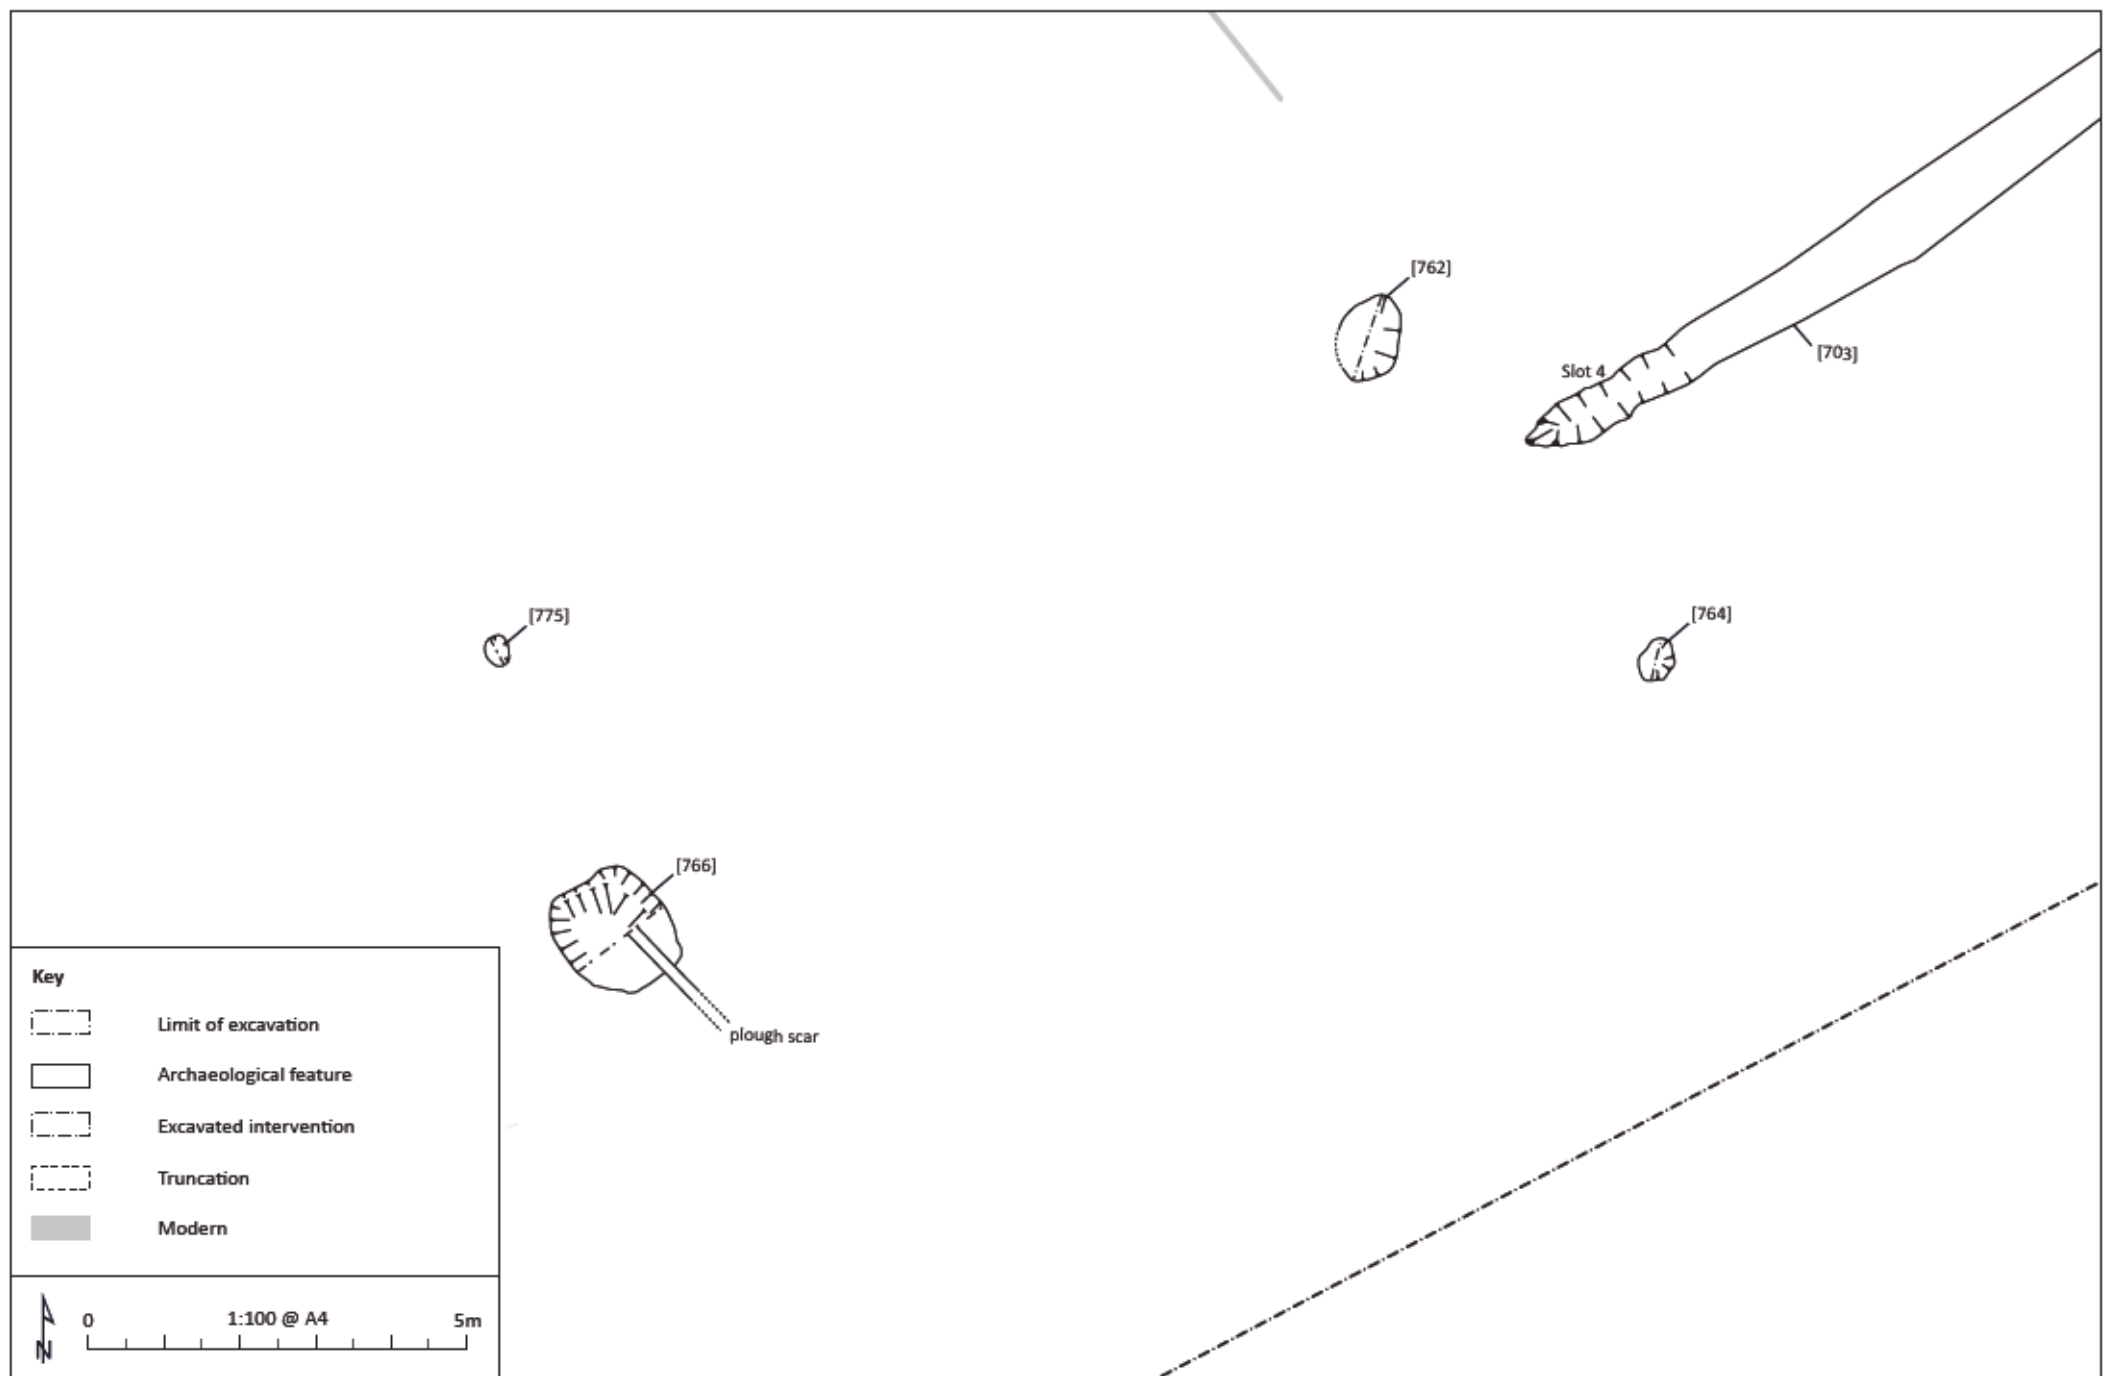 [762]
[703]
Slot 4
[775]
[764]
[766]
plough scar
Key
Limit of excavation
Archaeological feature
Excavated intervention
Truncation
Modern
N
0 1:100 @ A4 5m